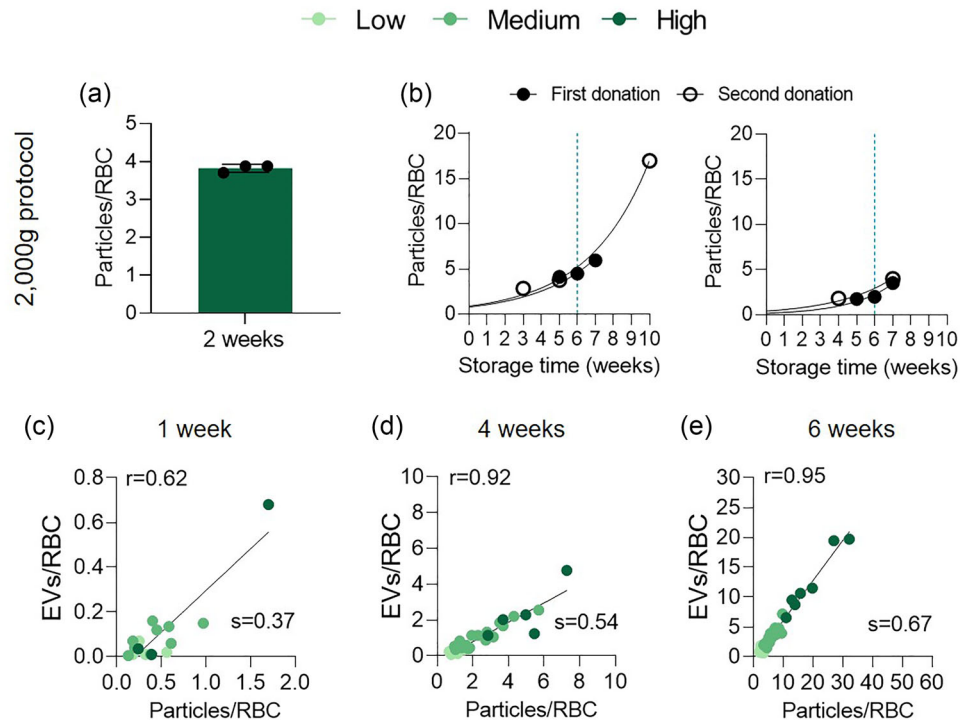 Low Medium High
2,000g protocol
(a)
Particles/RBC
5
4
3
2
1
0
2 weeks
(b)
First donation Second donation
Particles/RBC
20
15
10
5
0
0 1 2 3 4 5 6 7 8 9 10
Storage time (weeks)
Particles/RBC
20
15
10
5
0
0 1 2 3 4 5 6 7 8 9 10
Storage time (weeks)
(c) 1 week
EVs/RBC
0.8
0.6
0.4
0.2
0.0
r=0.62
s=0.37
0.0 0.5 1.0 1.5 2.0
Particles/RBC
(d) 4 weeks
EVs/RBC
10
8
6
4
2
0
r=0.92
s=0.54
0 2 4 6 8 10
Particles/RBC
(e) 6 weeks
EVs/RBC
30
25
20
15
10
5
0
r=0.95
s=0.67
0 10 20 30 40 50 60
Particles/RBC